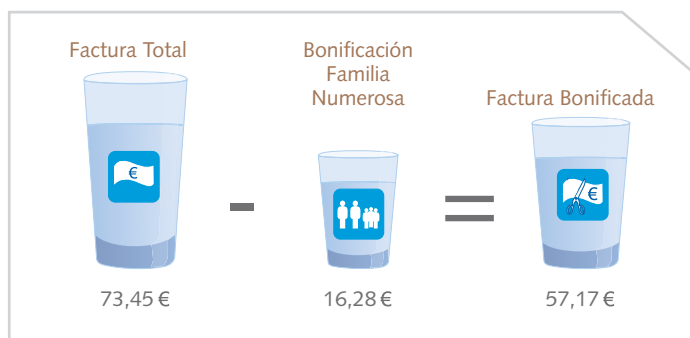 Factura Total
Bonificación
Familia
Numerosa
Factura Bonificada
€
€
-
=
73,45 €
16,28 €
57,17 €